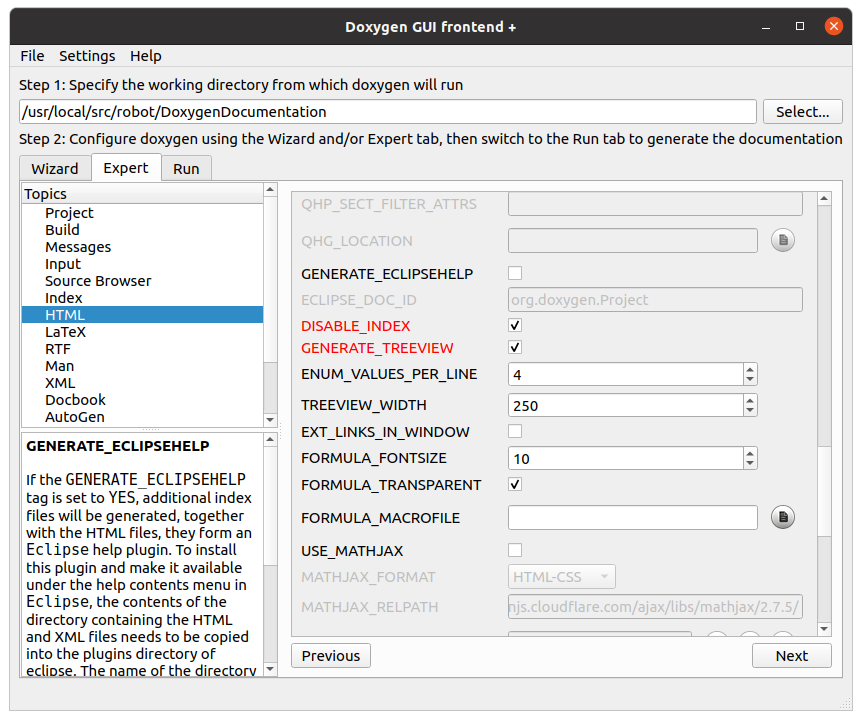 Doxygen GUI frontend +
File Settings Help
Step 1: Specify the working directory from which doxygen will run
/usr/local/src/robot/DoxygenDocumentation
Select...
Step 2: Configure doxygen using the Wizard and/or Expert tab, then switch to the Run tab to generate the documentation
Wizard Expert Run
Topics
Project
Build
Messages
Input
Source Browser
Index
HTML
LaTeX
RTF
Man
XML
Docbook
AutoGen
GENERATE_ECLIPSEHELP
If the GENERATE_ECLIPSEHELP
tag is set to YES, additional index
files will be generated, together
with the HTML files, they form an
Eclipse help plugin. To install
this plugin and make it available
under the help contents menu in
Eclipse, the contents of the
directory containing the HTML
and XML files needs to be copied
into the plugins directory of
eclipse. The name of the directory
QHP_SECT_FILTER_ATTRS
QHG_LOCATION
GENERATE_ECLIPSEHELP
ECLIPSE_DOC_ID
org.doxygen.Project
DISABLE_INDEX
GENERATE_TREEVIEW
ENUM_VALUES_PER_LINE
4
TREEVIEW_WIDTH
250
EXT_LINKS_IN_WINDOW
FORMULA_FONTSIZE
10
FORMULA_TRANSPARENT
FORMULA_MACROFILE
USE_MATHJAX
MATHJAX_FORMAT
HTML-CSS
MATHJAX_RELPATH
njs.cloudflare.com/ajax/libs/mathjax/2.7.5/
Previous
Next